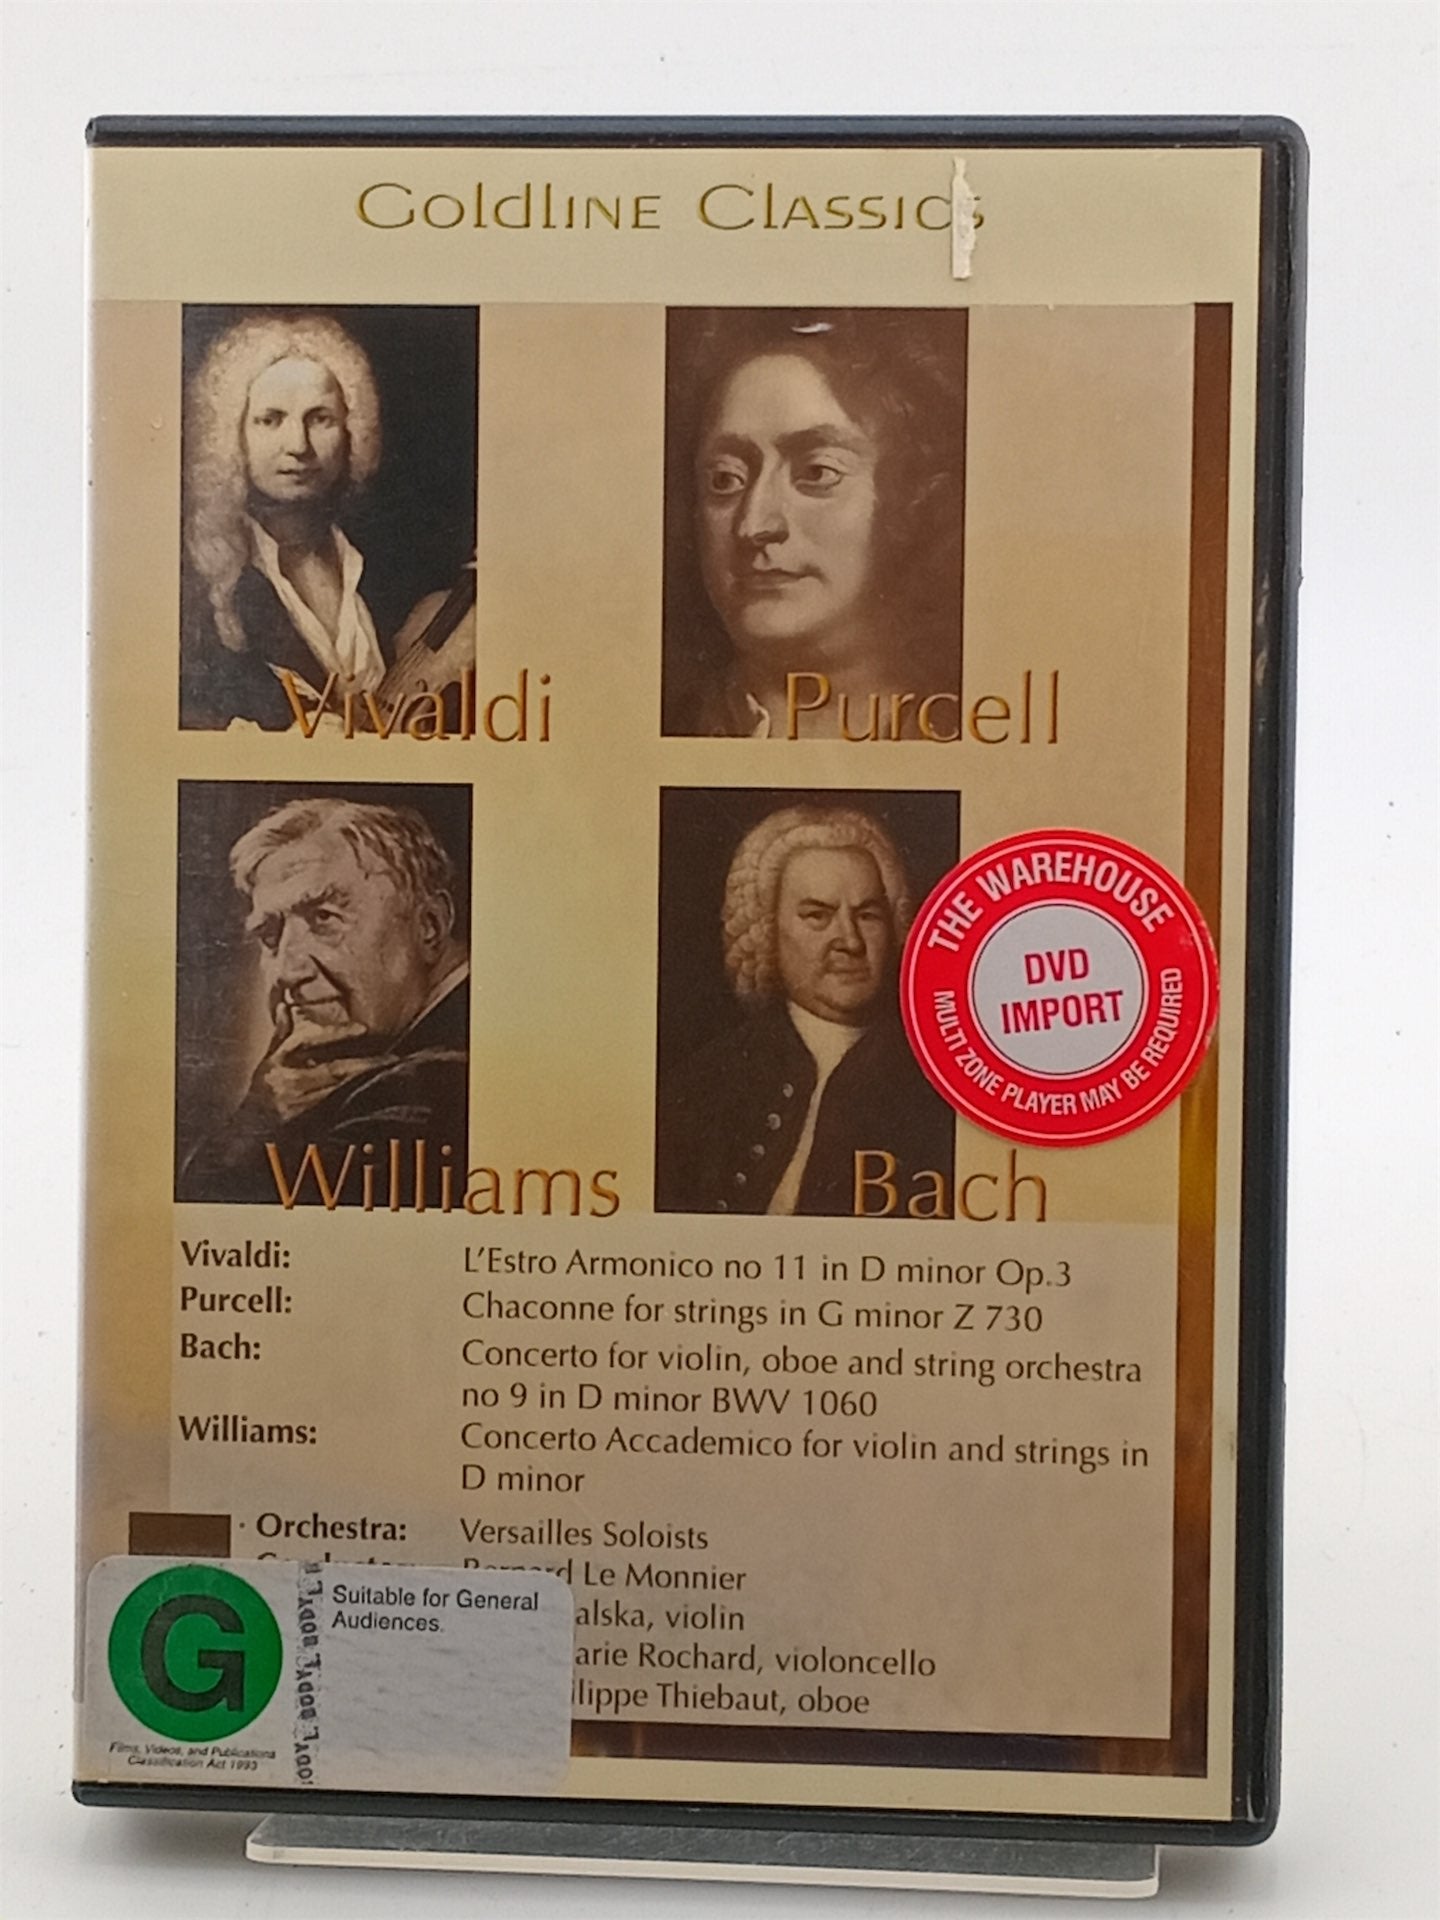 Goldline Classics
Vivaldi
Purcell
Williams
Bach
THE WAREHOUSE
DVD
IMPORT
MULTI ZONE PLAYER MAY BE REQUIRED
Vivaldi: L'Estro Armonico no 11 in D minor Op.3
Purcell: Chaconne for strings in G minor Z 730
Bach: Concerto for violin, oboe and string orchestra
no 9 in D minor BWV 1060
Williams: Concerto Accademico for violin and strings in
D minor
Orchestra: Versailles Soloists
Le Monnier
alska, violin
arie Rochard, violoncello
ilippe Thiebaut, oboe
G
Suitable for General
Audiences.
Films, Videos, and Publications
Classification Act 1993